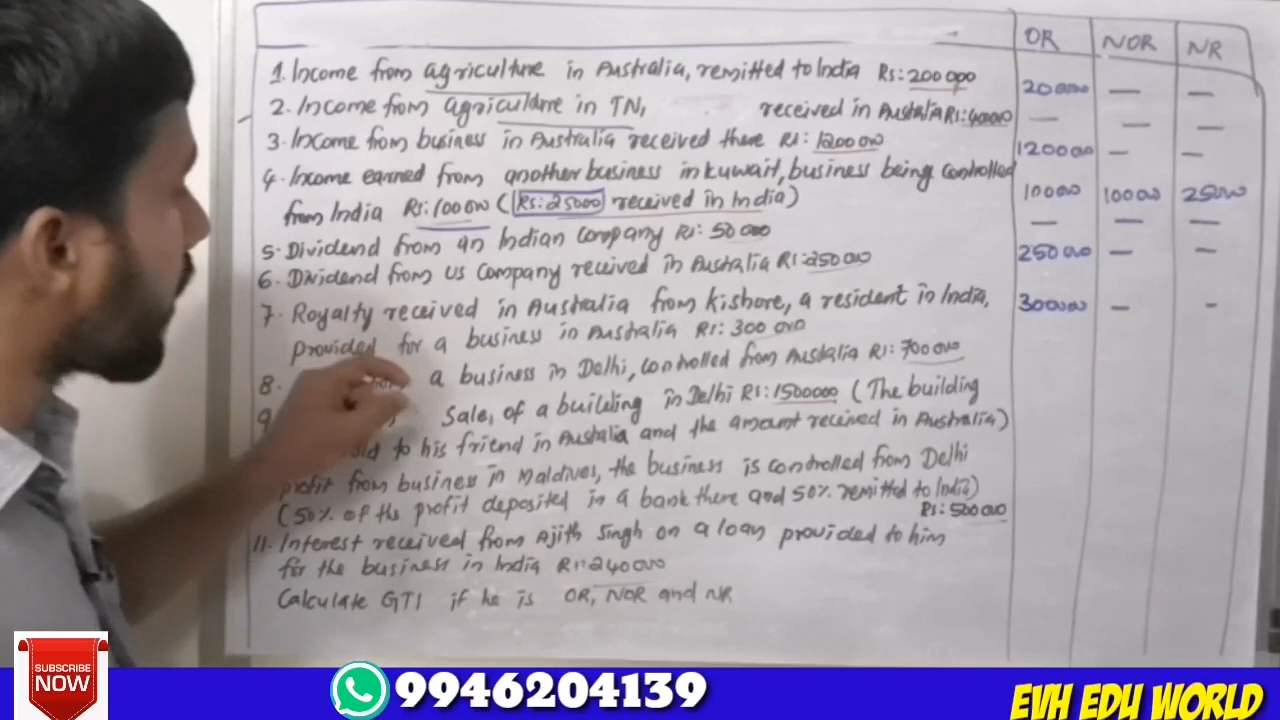 OR NOR NR
1. Income from agriculture in Australia, remitted to India Rs: 200000 200000 — —
2. Income from agriculture in TN, received in Australia Rs: 40000 — — —
3. Income from business in Australia received there Rs: 120000 120000 — —
4. Income earned from another business in Kuwait, business being controlled
from India Rs: 10000 (Rs: 25000 received in India) 10000 10000 25000
5. Dividend from an Indian Company Rs: 50000 — — —
6. Dividend from US Company received in Australia Rs: 250000 250000 — —
7. Royalty received in Australia from Kishore, a resident in India, 300000 — -
provided for a business in Australia Rs: 300000
8. a business in Delhi, controlled from Australia Rs: 700000
9 Sale, of a building in Delhi Rs: 1500000 (The building
sold to his friend in Australia and the amount received in Australia)
profit from business in Maldives, the business is controlled from Delhi
(50% of the profit deposited in a bank there and 50% remitted to India)
Rs: 500000
11. Interest received from Ajith Singh on a loan provided to him
for the business in India Rs: 240000
Calculate GTI if he is OR, NOR and NR
SUBSCRIBE
NOW
9946204139
EVH EDU WORLD